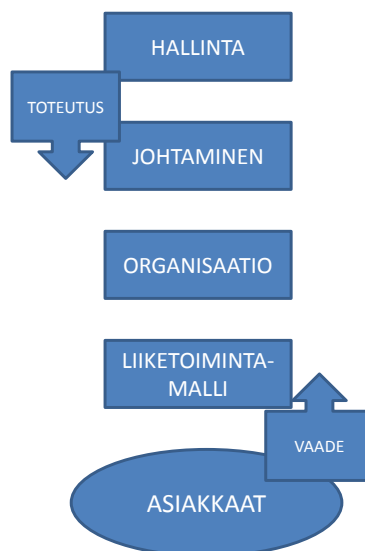 HALLINTA
TOTEUTUS
JOHTAMINEN
ORGANISAATIO
LIIKETOIMINTA-
MALLI
VAADE
ASIAKKAAT